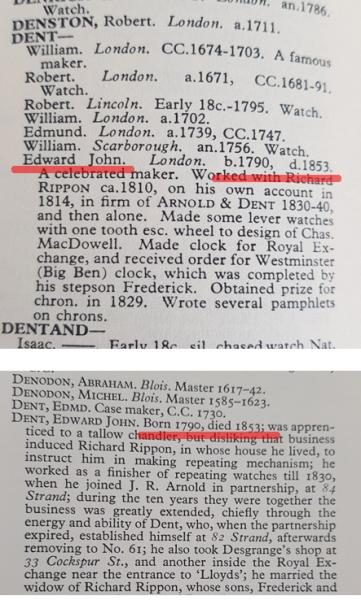 Watch. an.1786.
DENSTON, Robert. London. a.1711.
DENT—
William. London. CC.1674-1703. A famous
maker.
Robert. London. a.1671, CC.1681-91.
Watch.
Robert. Lincoln. Early 18c.-1795. Watch.
William. London. a.1702.
Edmund. London. a.1739, CC.1747.
William. Scarborough. an.1756. Watch.
Edward John. London. b.1790, d.1853.
A celebrated maker. Worked with Richard
RIPPON ca.1810, on his own account in
1814, in firm of ARNOLD & DENT 1830-40,
and then alone. Made some lever watches
with one tooth esc. wheel to design of Chas.
MacDowell. Made clock for Royal Ex-
change, and received order for Westminster
(Big Ben) clock, which was completed by
his stepson Frederick. Obtained prize for
chron. in 1829. Wrote several pamphlets
on chrons.
DENTAND—
Isaac. — Early 18c. sil. chased watch Nat.
DENODON, ABRAHAM. Blois. Master 1617–42.
DENODON, MICHEL. Blois. Master 1585–1623.
DENT, EDMD. Case maker, C.C. 1730.
DENT, EDWARD JOHN. Born 1790, died 1853; was appren-
ticed to a tallow chandler, but disliking that business
induced Richard Rippon, in whose house he lived, to
instruct him in making repeating mechanism; he
worked as a finisher of repeating watches till 1830,
when he joined J. R. Arnold in partnership, at 84
Strand; during the ten years they were together the
business was greatly extended, chiefly through the
energy and ability of Dent, who, when the partnership
expired, established himself at 82 Strand, afterwards
removing to No. 61; he also took Desgrange's shop at
33 Cockspur St., and another inside the Royal Ex-
change near the entrance to 'Lloyds'; he married the
widow of Richard Rippon, whose sons, Frederick and